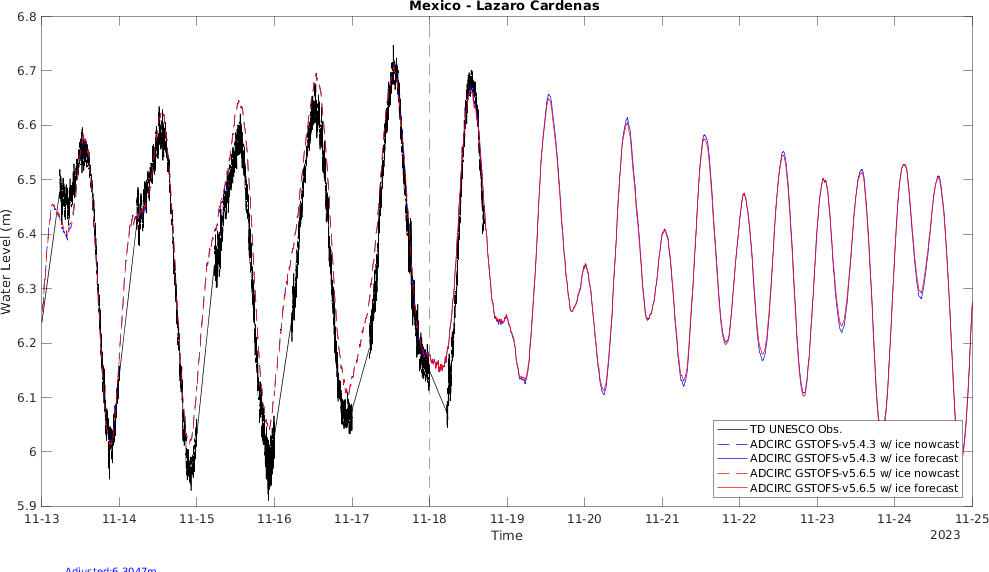 Mexico - Lazaro Cardenas
6.8
6.7
6.6
6.5
6.4
6.3
6.2
6.1
6
5.9
Water Level (m)
TD UNESCO Obs.
ADCIRC GSTOFS-v5.4.3 w/ ice nowcast
ADCIRC GSTOFS-v5.4.3 w/ ice forecast
ADCIRC GSTOFS-v5.6.5 w/ ice nowcast
ADCIRC GSTOFS-v5.6.5 w/ ice forecast
11-13 11-14 11-15 11-16 11-17 11-18 11-19 11-20 11-21 11-22 11-23 11-24 11-25
Time
2023
Adjusted:6.3047m